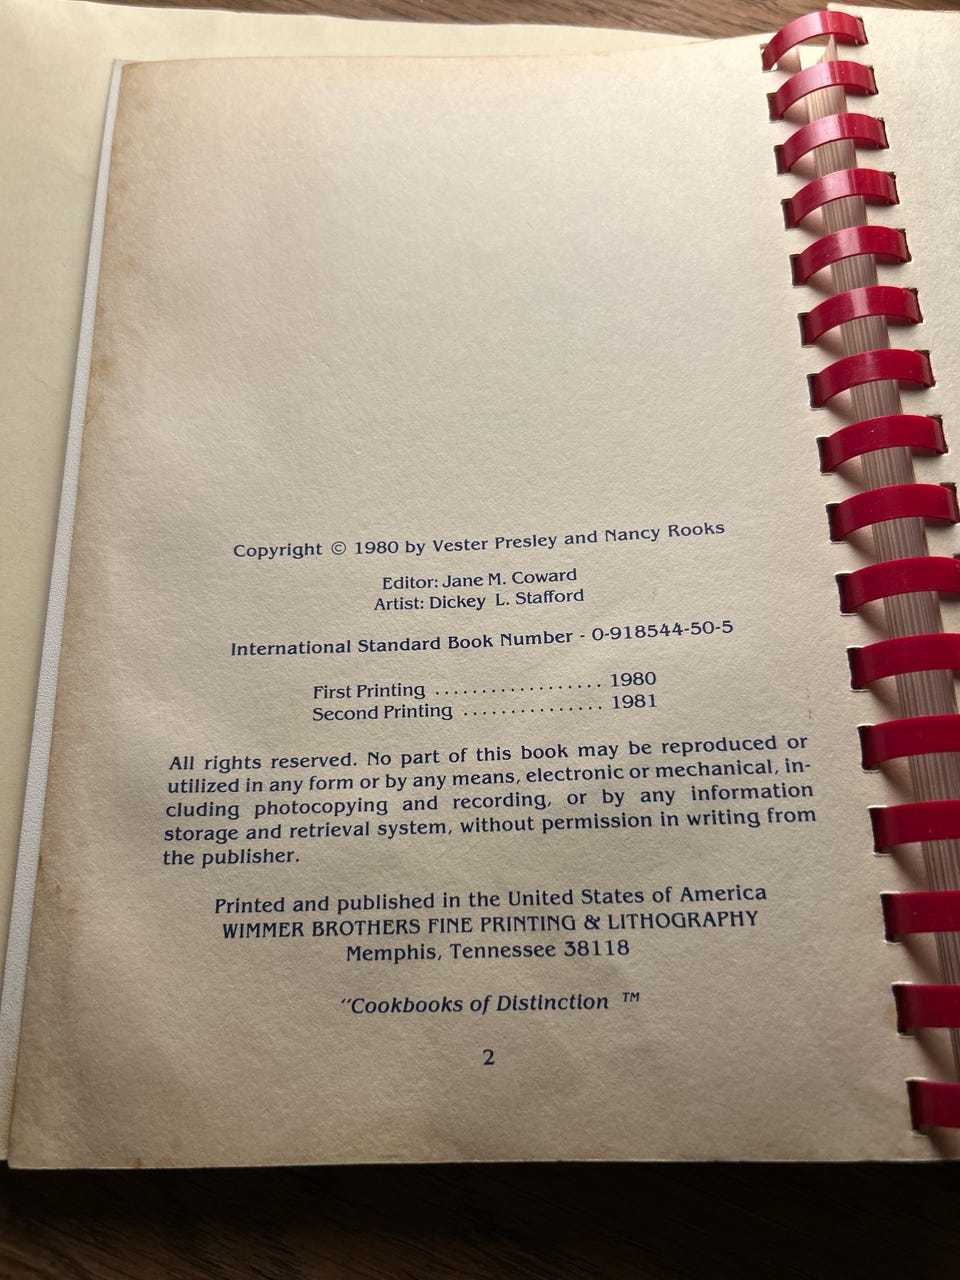 Copyright © 1980 by Vester Presley and Nancy Rooks
Editor: Jane M. Coward
Artist: Dickey L. Stafford
International Standard Book Number - 0-918544-50-5
First Printing .................. 1980
Second Printing ............... 1981
All rights reserved. No part of this book may be reproduced or
utilized in any form or by any means, electronic or mechanical, in-
cluding photocopying and recording, or by any information
storage and retrieval system, without permission in writing from
the publisher.
Printed and published in the United States of America
WIMMER BROTHERS FINE PRINTING & LITHOGRAPHY
Memphis, Tennessee 38118
“Cookbooks of Distinction ™
2